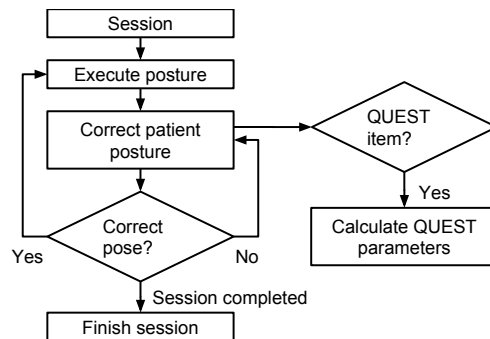 Session
Execute posture
Correct patient
posture
QUEST
item?
Correct
pose?
Yes
No
Yes
Calculate QUEST
parameters
Session completed
Finish session